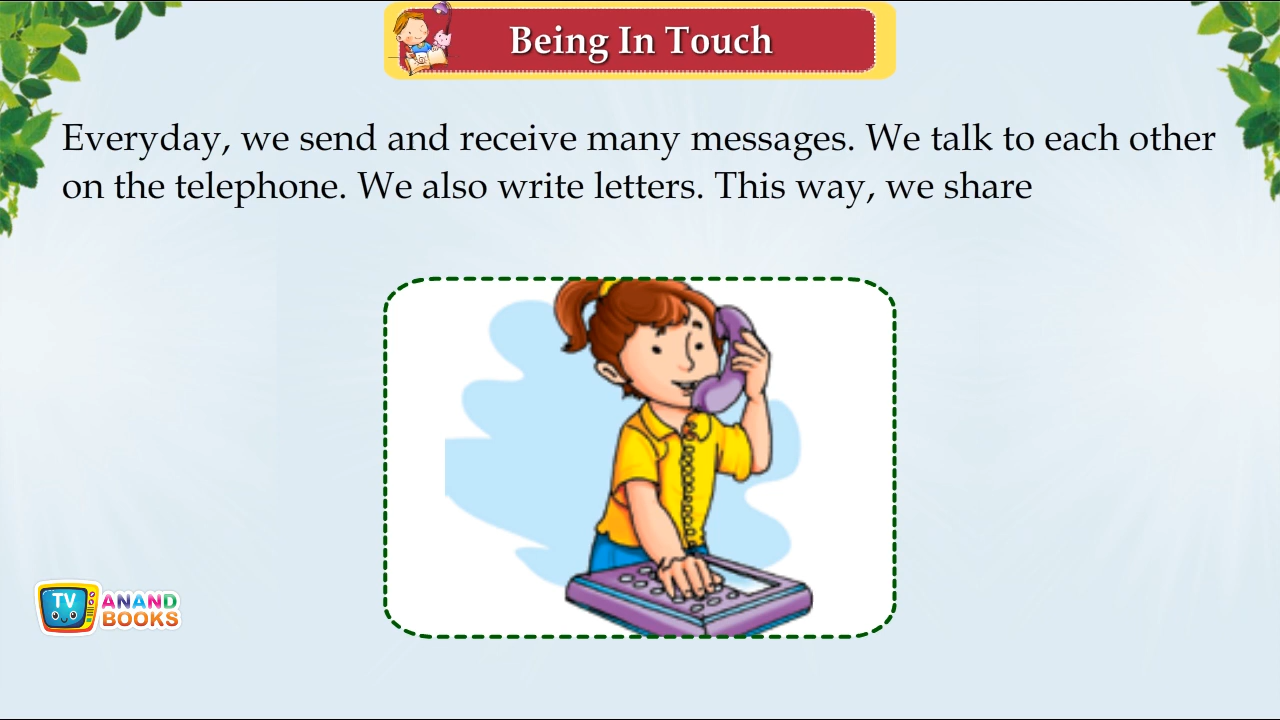 Being In Touch
Everyday, we send and receive many messages. We talk to each other
on the telephone. We also write letters. This way, we share
TV
ANAND
BOOKS